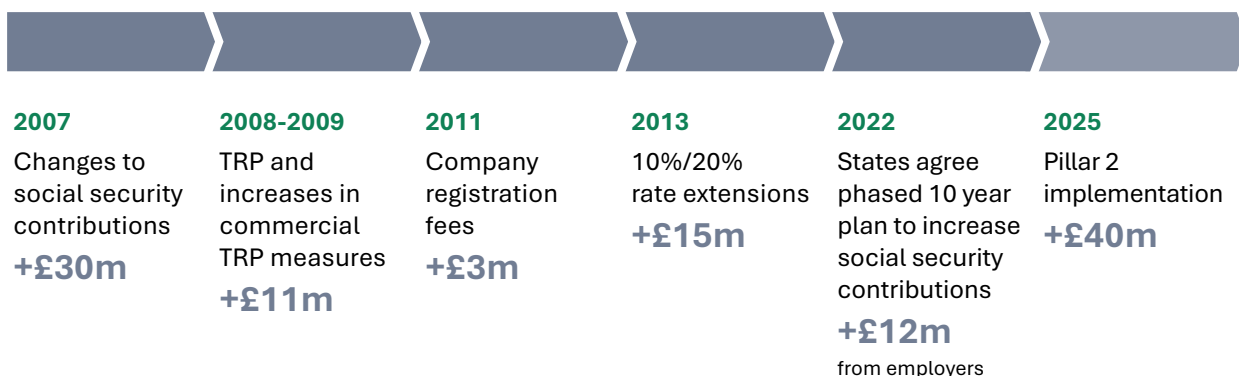 2007
Changes to
social security
contributions
+£30m
2008-2009
TRP and
increases in
commercial
TRP measures
+£11m
2011
Company
registration
fees
+£3m
2013
10%/20%
rate extensions
+£15m
2022
States agree
phased 10 year
plan to increase
social security
contributions
+£12m
from employers
2025
Pillar 2
implementation
+£40m